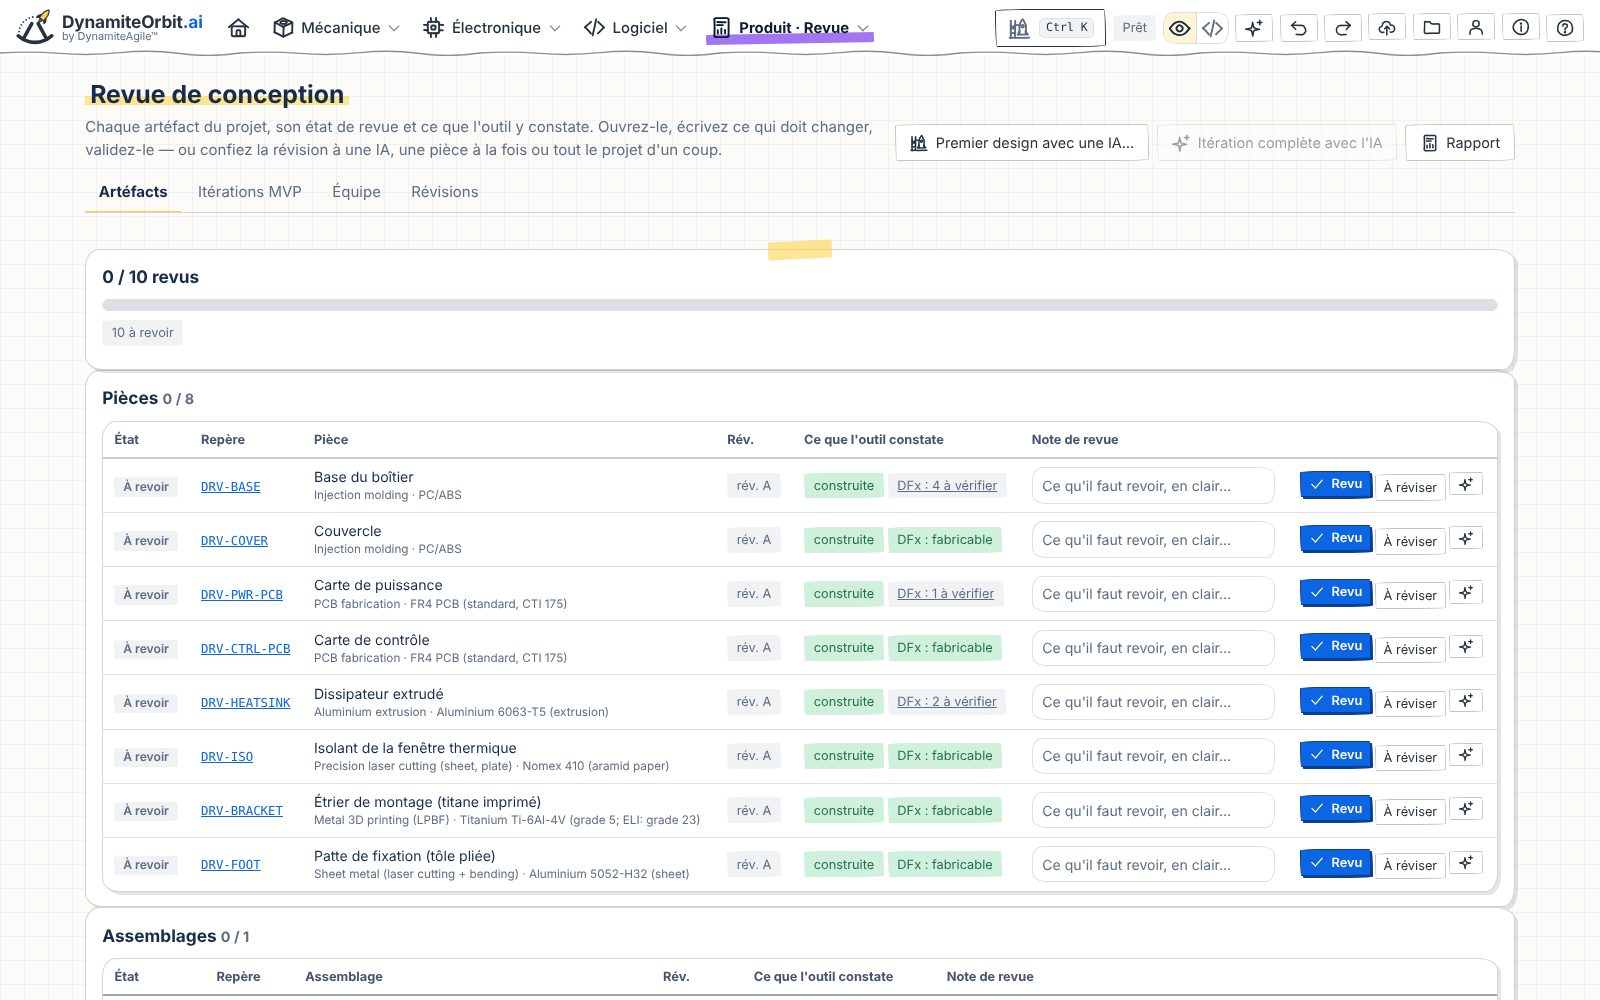 DynamiteOrbit.ai
by DynamiteAgile™
Mécanique
Électronique
Logiciel
Produit · Revue
Ctrl K
Prêt
Revue de conception
Chaque artéfact du projet, son état de revue et ce que l'outil y constate. Ouvrez-le, écrivez ce qui doit changer,
validez-le — ou confiez la révision à une IA, une pièce à la fois ou tout le projet d'un coup.
Premier design avec une IA...
Itération complète avec l'IA
Rapport
Artéfacts
Itérations MVP
Équipe
Révisions
0 / 10 revus
10 à revoir
Pièces 0 / 8
État Repère Pièce Rév. Ce que l'outil constate Note de revue
À revoir DRV-BASE Base du boîtier rév. A construite DFx : 4 à vérifier Ce qu'il faut revoir, en clair... Revu À réviser
Injection molding · PC/ABS
À revoir DRV-COVER Couvercle rév. A construite DFx : fabricable Ce qu'il faut revoir, en clair... Revu À réviser
Injection molding · PC/ABS
À revoir DRV-PWR-PCB Carte de puissance rév. A construite DFx : 1 à vérifier Ce qu'il faut revoir, en clair... Revu À réviser
PCB fabrication · FR4 PCB (standard, CTI 175)
À revoir DRV-CTRL-PCB Carte de contrôle rév. A construite DFx : fabricable Ce qu'il faut revoir, en clair... Revu À réviser
PCB fabrication · FR4 PCB (standard, CTI 175)
À revoir DRV-HEATSINK Dissipateur extrudé rév. A construite DFx : 2 à vérifier Ce qu'il faut revoir, en clair... Revu À réviser
Aluminium extrusion · Aluminium 6063-T5 (extrusion)
À revoir DRV-ISO Isolant de la fenêtre thermique rév. A construite DFx : fabricable Ce qu'il faut revoir, en clair... Revu À réviser
Precision laser cutting (sheet, plate) · Nomex 410 (aramid paper)
À revoir DRV-BRACKET Étrier de montage (titane imprimé) rév. A construite DFx : fabricable Ce qu'il faut revoir, en clair... Revu À réviser
Metal 3D printing (LPBF) · Titanium Ti-6Al-4V (grade 5; ELI: grade 23)
À revoir DRV-FOOT Patte de fixation (tôle pliée) rév. A construite DFx : fabricable Ce qu'il faut revoir, en clair... Revu À réviser
Sheet metal (laser cutting + bending) · Aluminium 5052-H32 (sheet)
Assemblages 0 / 1
État Repère Assemblage Rév. Ce que l'outil constate Note de revue